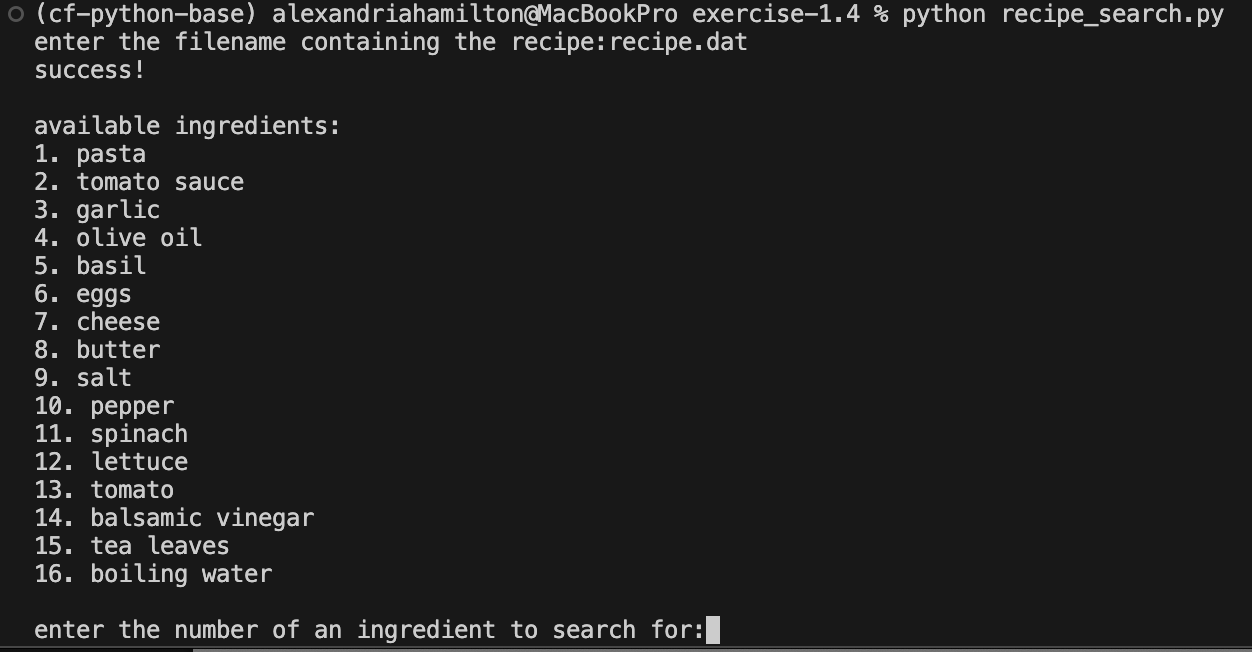 (cf-python-base) alexandriahamilton@MacBookPro exercise-1.4 % python recipe_search.py
enter the filename containing the recipe:recipe.dat
success!
available ingredients:
1. pasta
2. tomato sauce
3. garlic
4. olive oil
5. basil
6. eggs
7. cheese
8. butter
9. salt
10. pepper
11. spinach
12. lettuce
13. tomato
14. balsamic vinegar
15. tea leaves
16. boiling water
enter the number of an ingredient to search for: